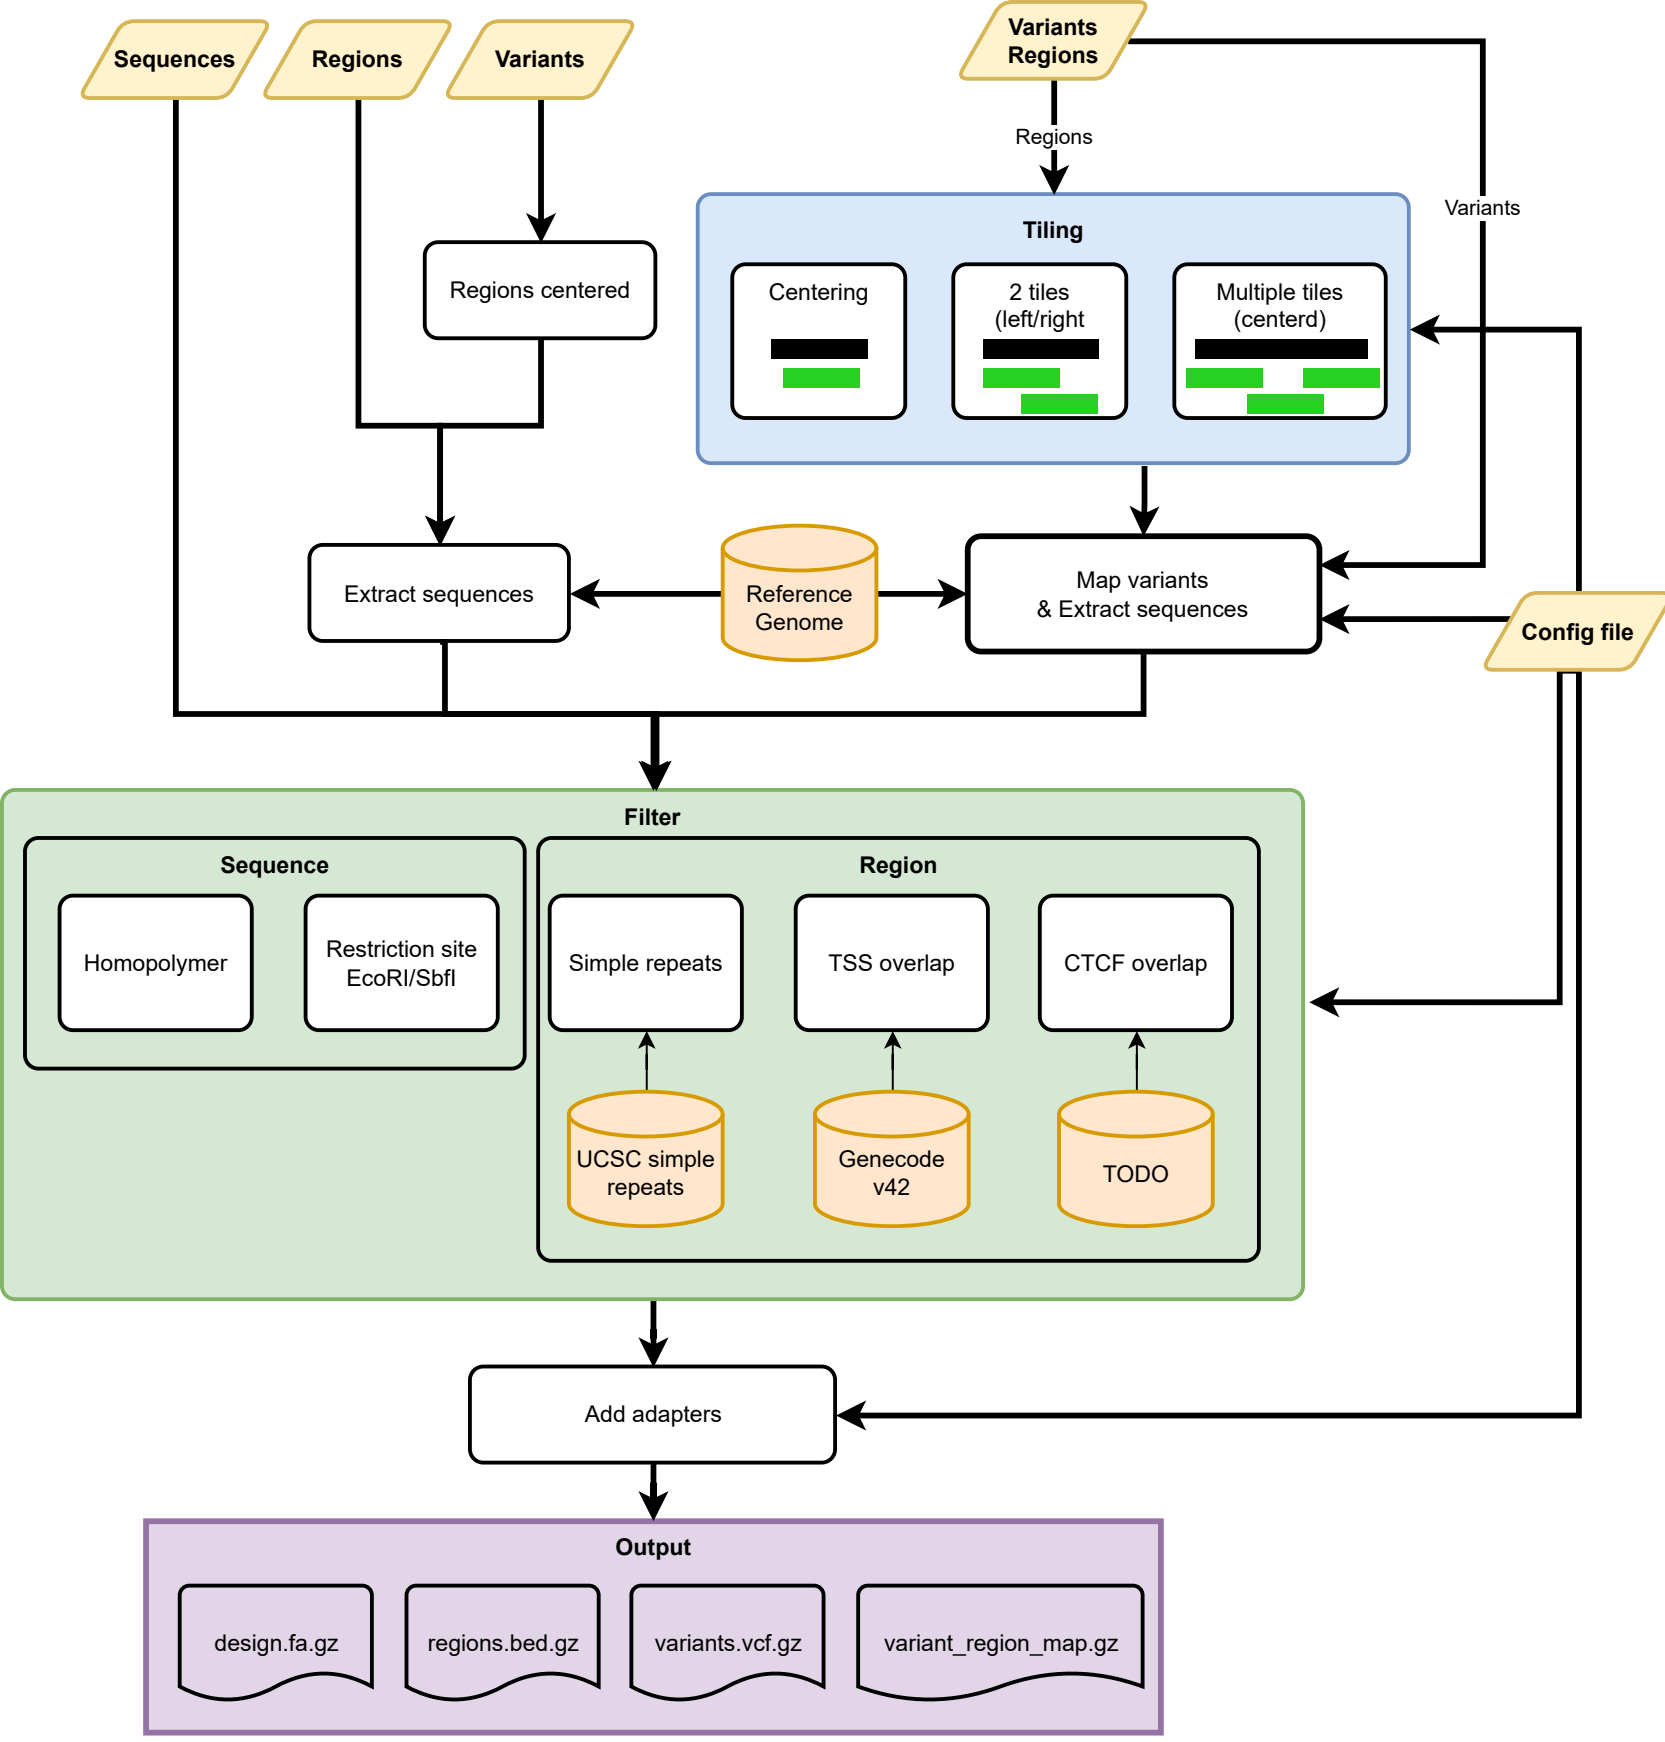 Sequences
Regions
Variants
Variants
Regions
Regions
Variants
Tiling
Centering
2 tiles
(left/right
Multiple tiles
(centerd)
Regions centered
Extract sequences
Reference
Genome
Map variants
& Extract sequences
Config file
Filter
Sequence
Homopolymer
Restriction site
EcoRI/SbfI
Region
Simple repeats
TSS overlap
CTCF overlap
UCSC simple
repeats
Genecode
v42
TODO
Add adapters
Output
design.fa.gz
regions.bed.gz
variants.vcf.gz
variant_region_map.gz